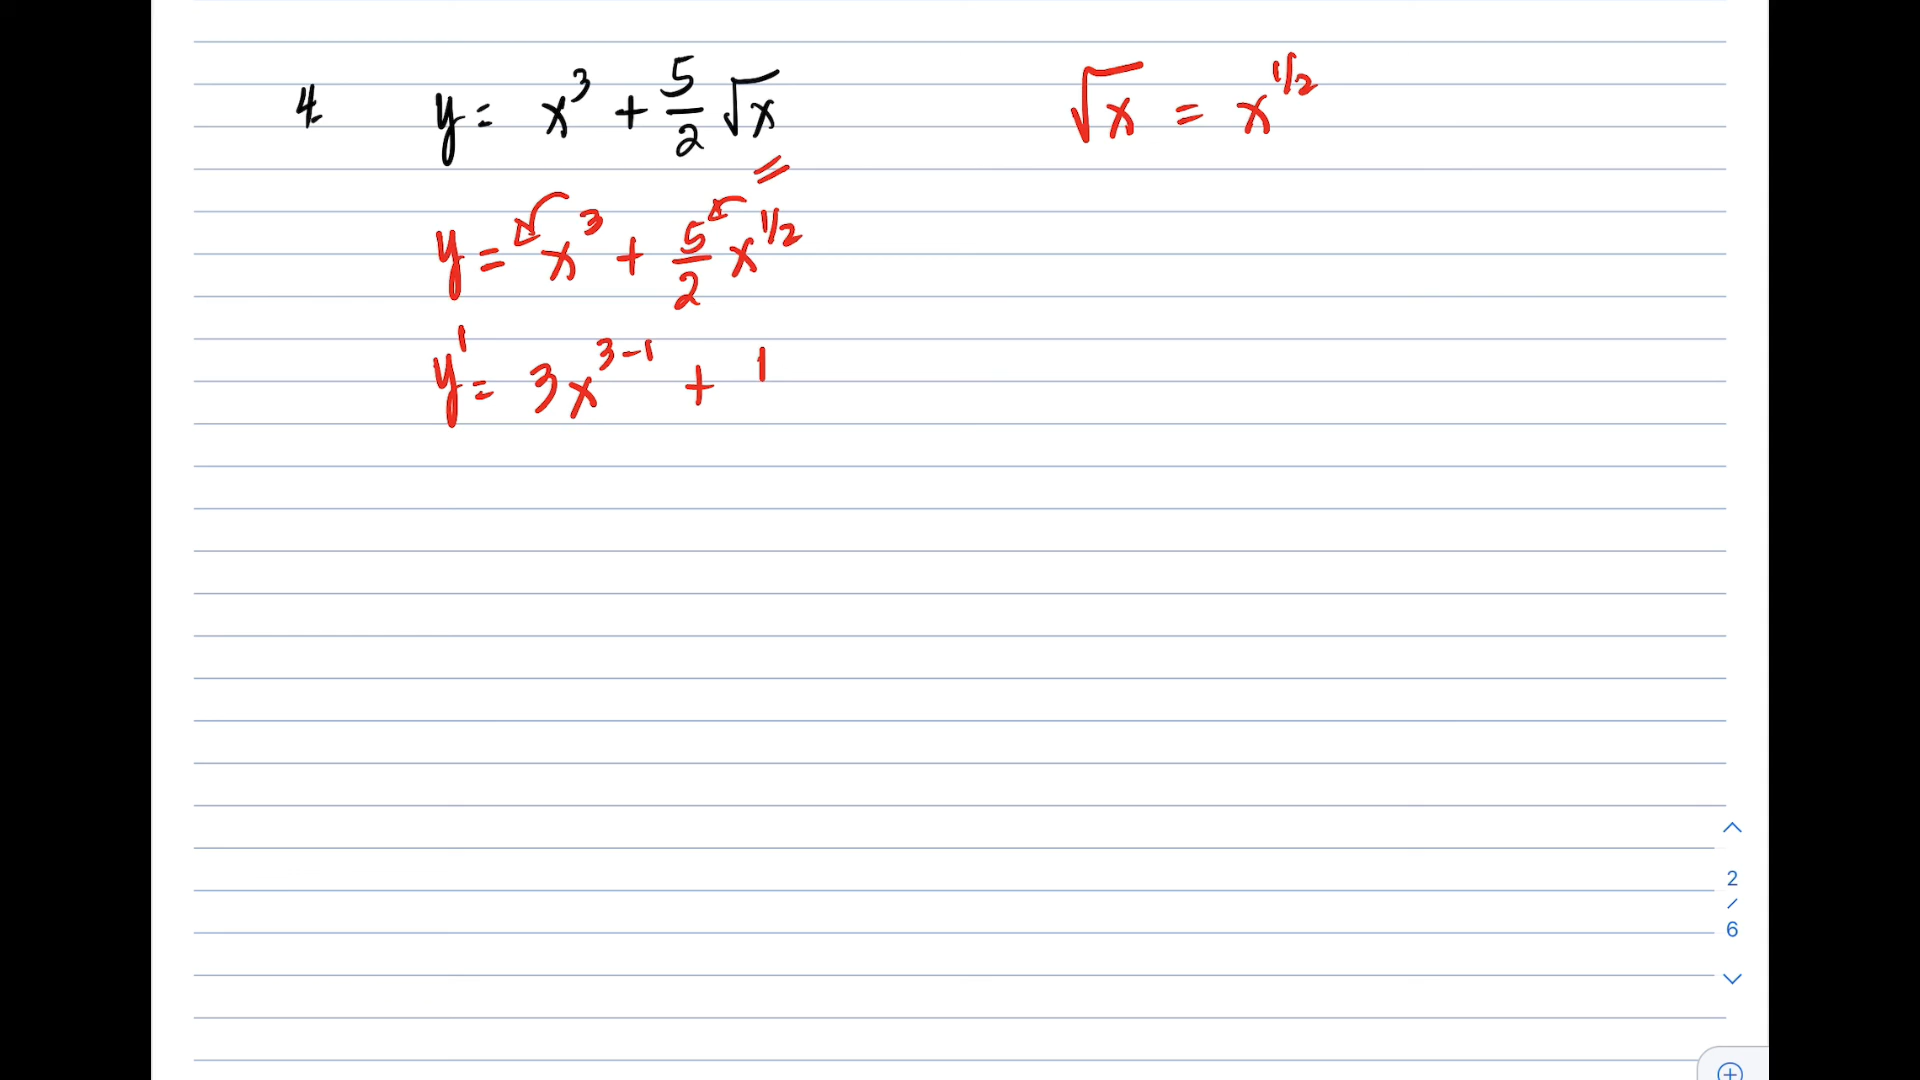 4. y = x³ + 5/2 √x
√x = x^1/2
y = x³ + 5/2 x^1/2
y' = 3x^3-1 + 1
2
/
6